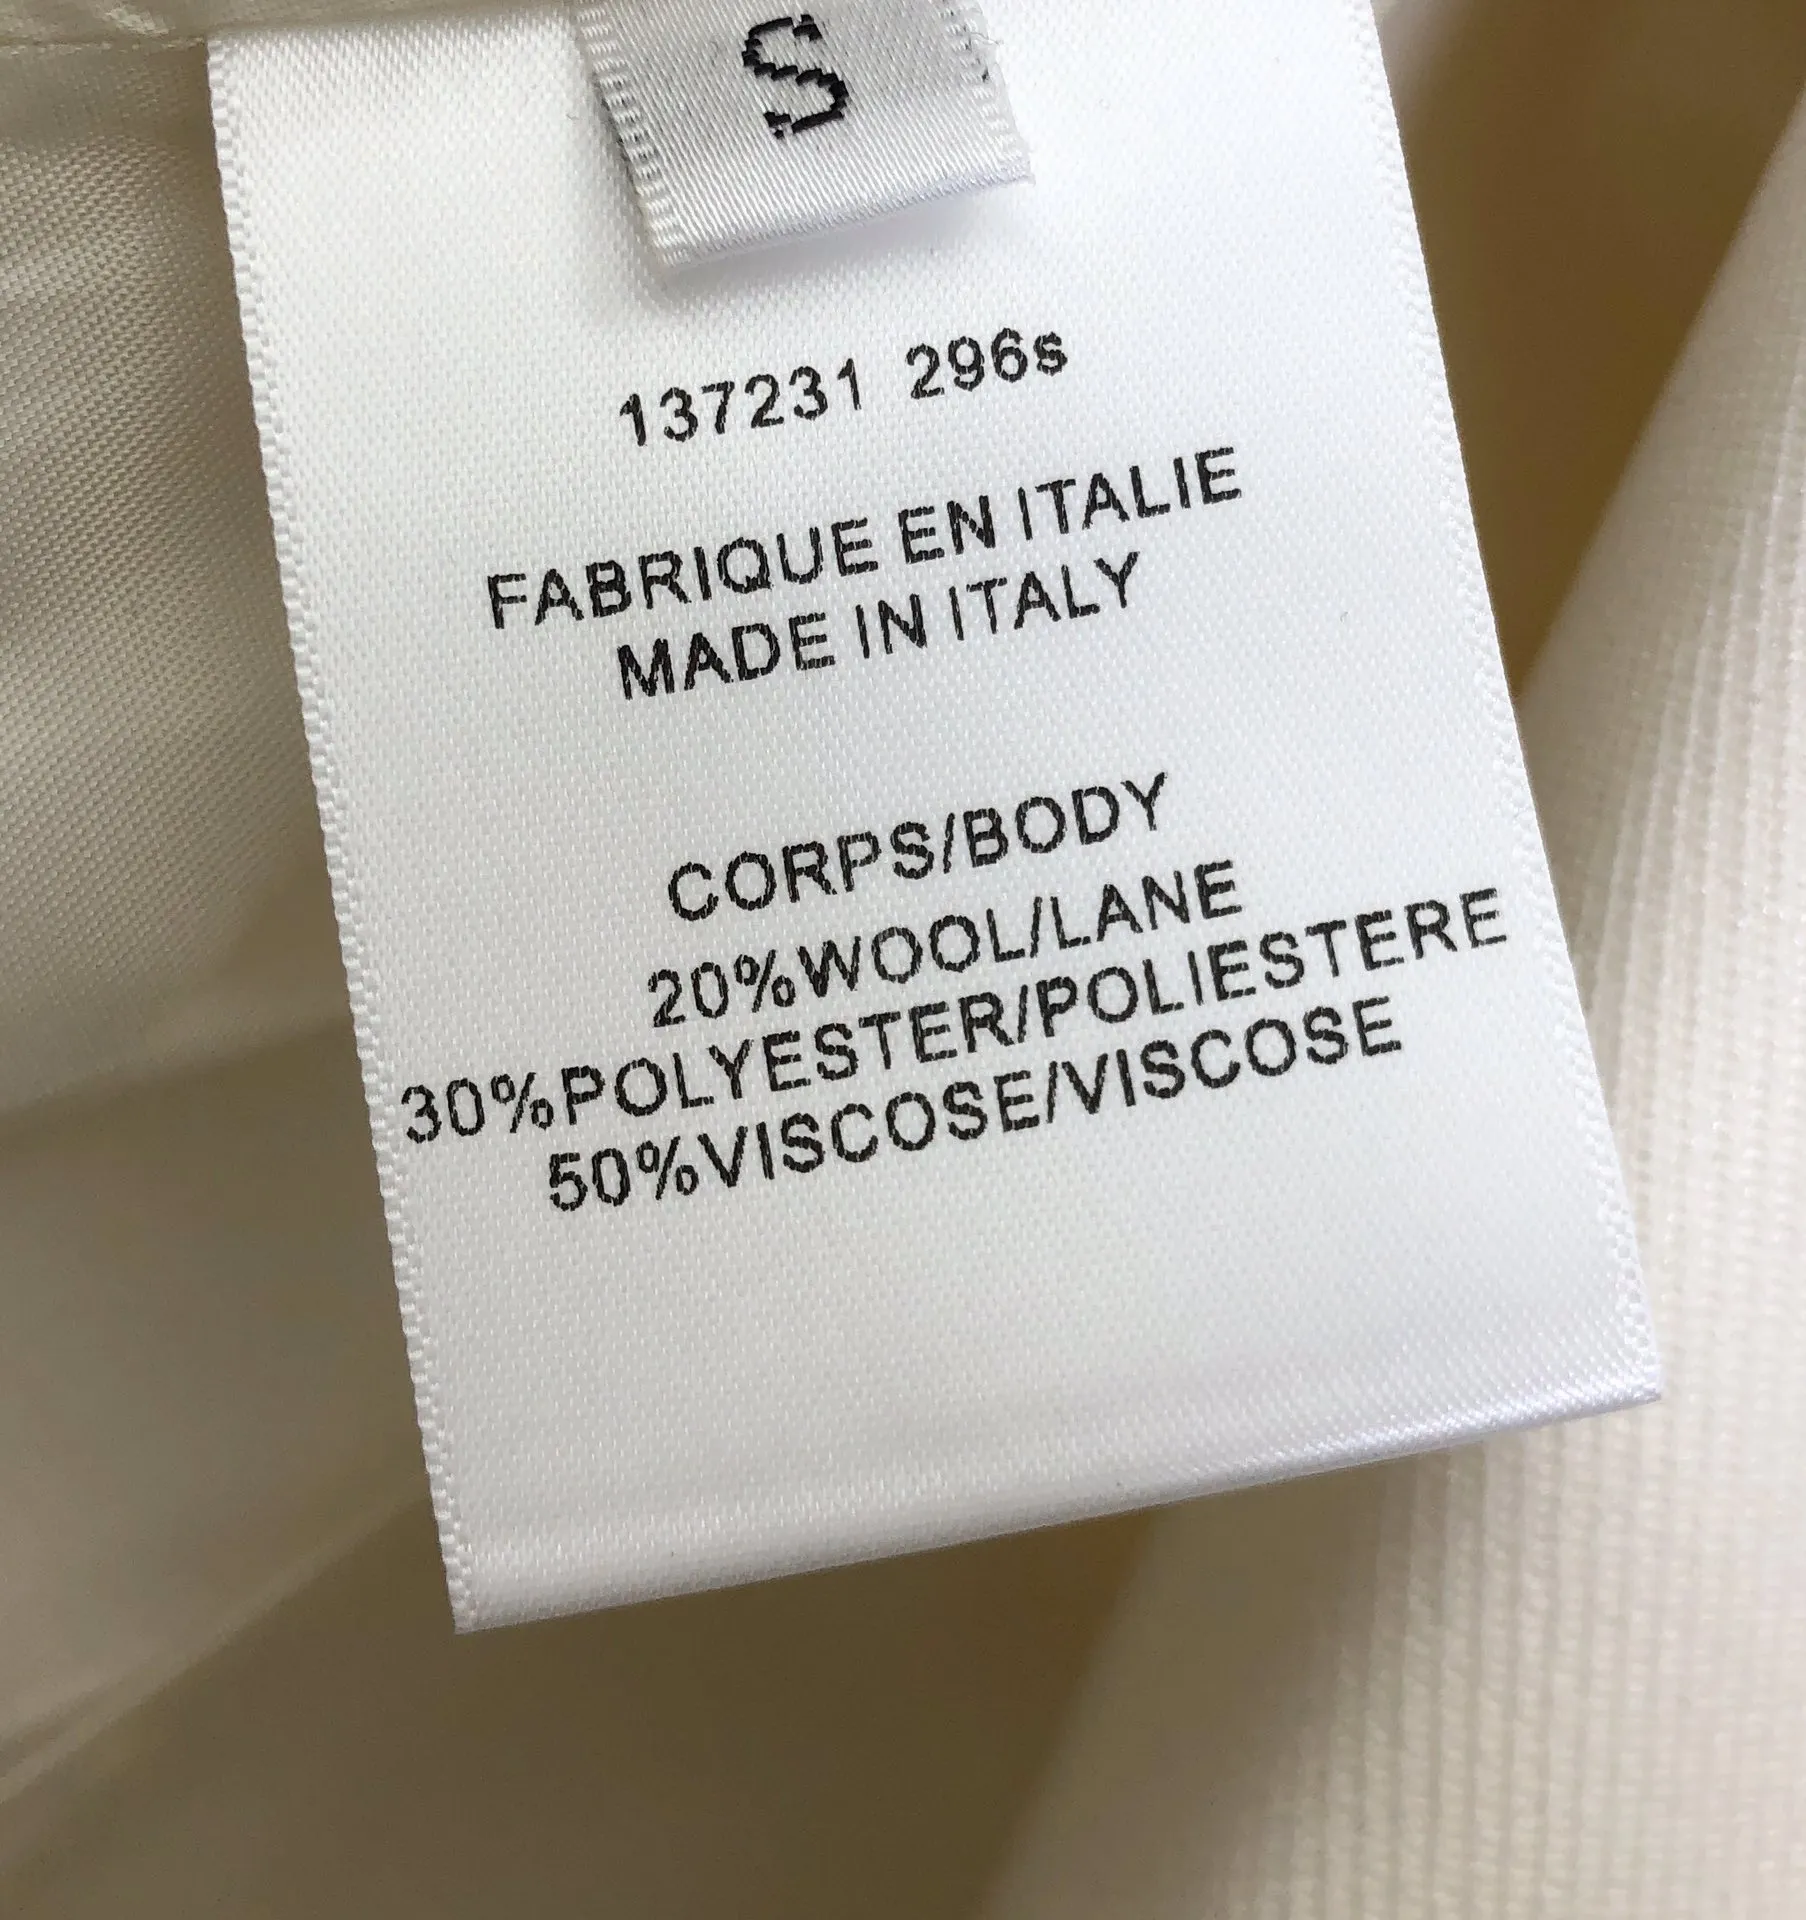 S
137231 296s
FABRIQUE EN ITALIE
MADE IN ITALY
CORPS/BODY
20%WOOL/LANE
30%POLYESTER/POLIESTERE
50%VISCOSE/VISCOSE